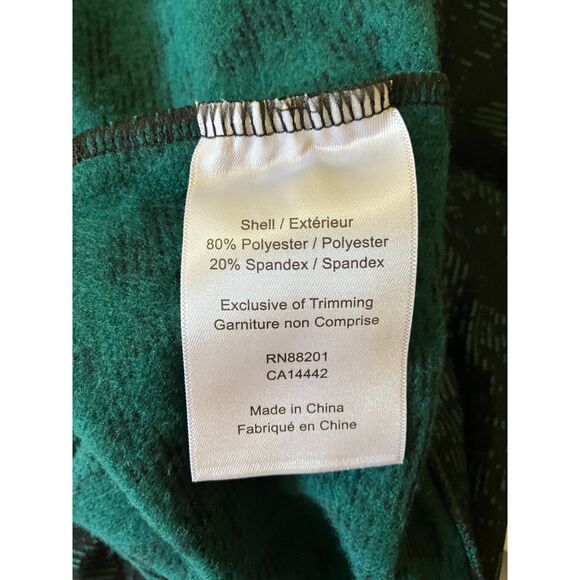 Shell / Extérieur
80% Polyester / Polyester
20% Spandex / Spandex
Exclusive of Trimming
Garniture non Comprise
RN88201
CA14442
Made in China
Fabriqué en Chine